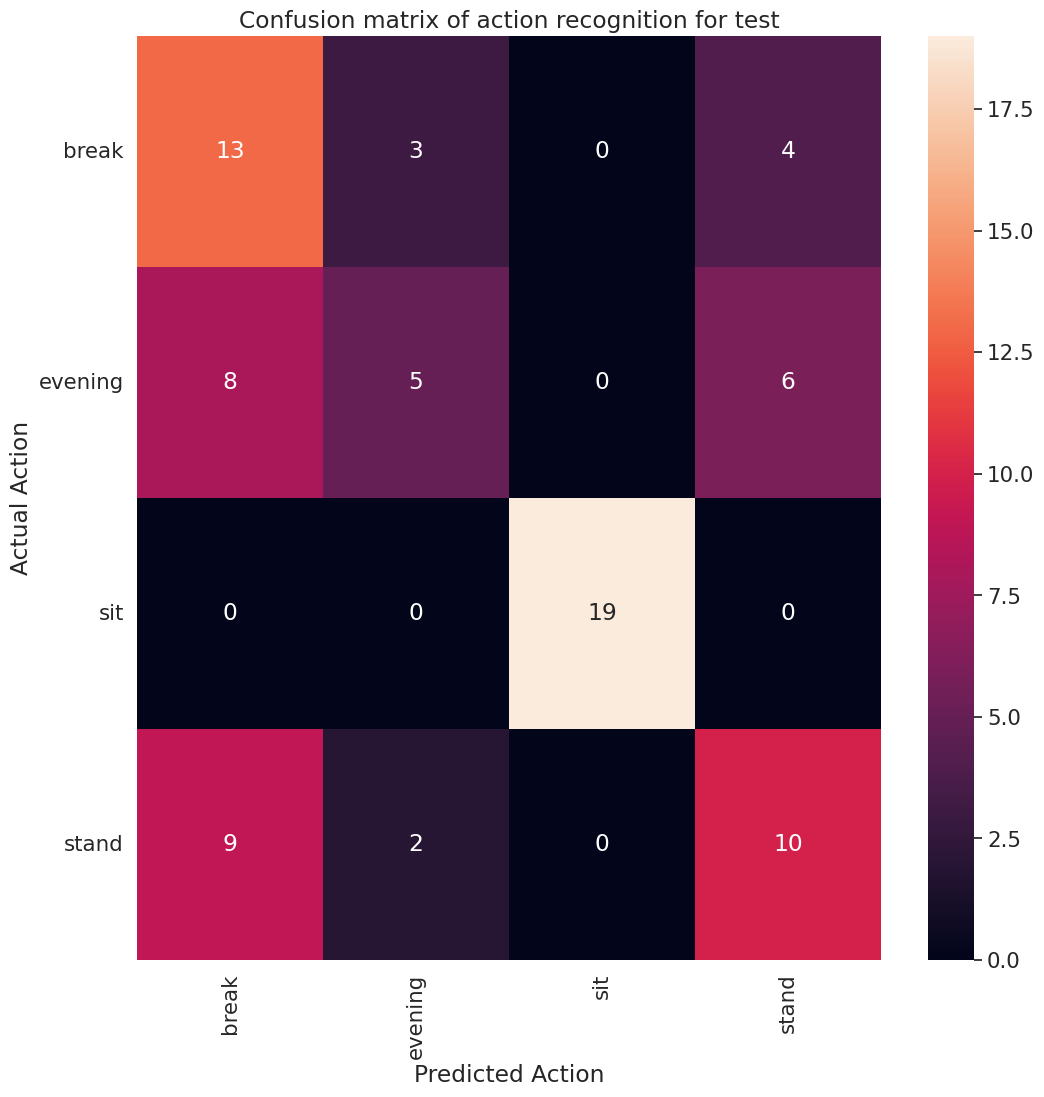 Confusion matrix of action recognition for test
Actual Action
break
13 3 0 4
evening
8 5 0 6
sit
0 0 19 0
stand
9 2 0 10
break
evening
sit
stand
Predicted Action
17.5
15.0
12.5
10.0
7.5
5.0
2.5
0.0